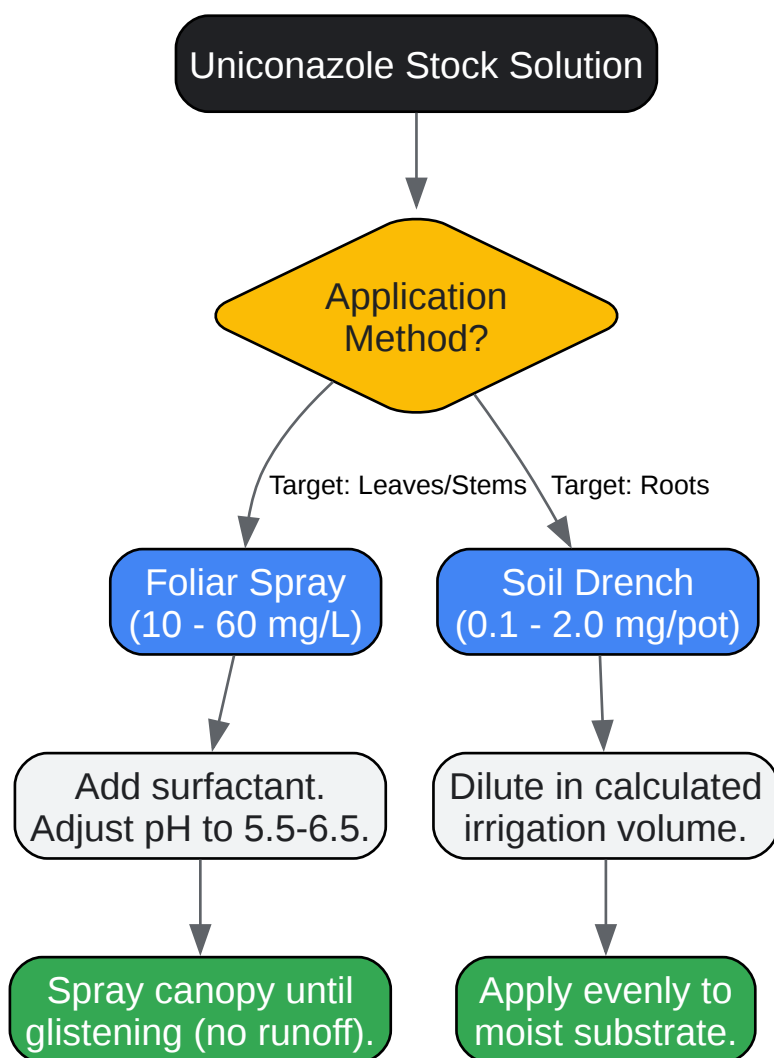 Uniconazole Stock Solution
Application
Method?
Target: Leaves/Stems
Target: Roots
Foliar Spray
(10 - 60 mg/L)
Soil Drench
(0.1 - 2.0 mg/pot)
Add surfactant.
Adjust pH to 5.5-6.5.
Dilute in calculated
irrigation volume.
Spray canopy until
glistening (no runoff).
Apply evenly to
moist substrate.